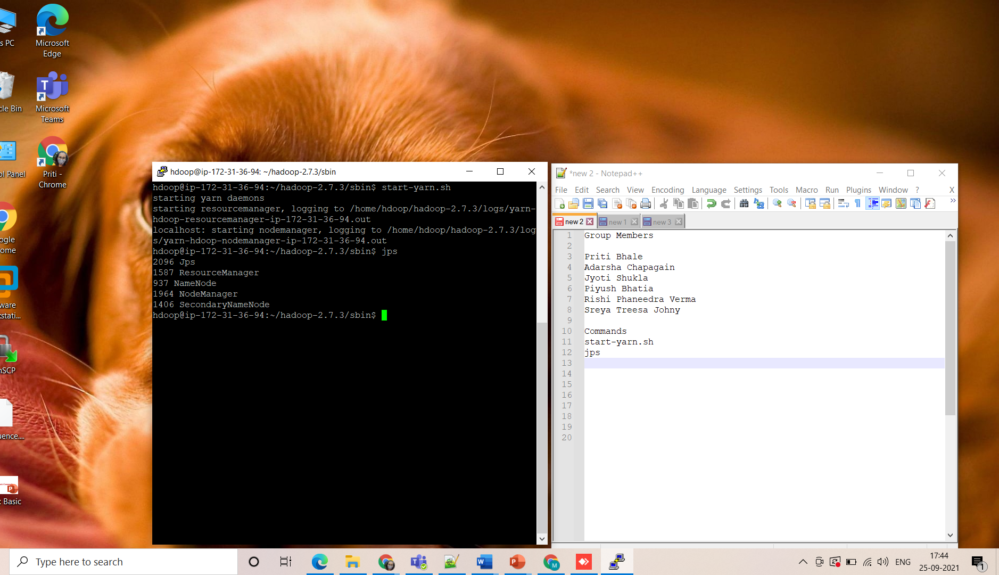 s PC
Microsoft
Edge
cle Bin
Microsoft
Teams
ol Panel
Priti -
Chrome
ogle
ome
ware
kstati...
nSCP
uence....
x Basic
hdoop@ip-172-31-36-94: ~/hadoop-2.7.3/sbin
hdoop@ip-172-31-36-94:~/hadoop-2.7.3/sbin$ start-yarn.sh
starting yarn daemons
starting resourcemanager, logging to /home/hdoop/hadoop-2.7.3/logs/yarn-
hdoop-resourcemanager-ip-172-31-36-94.out
localhost: starting nodemanager, logging to /home/hdoop/hadoop-2.7.3/log
s/yarn-hdoop-nodemanager-ip-172-31-36-94.out
hdoop@ip-172-31-36-94:~/hadoop-2.7.3/sbin$ jps
2096 Jps
1587 ResourceManager
937 NameNode
1964 NodeManager
1406 SecondaryNameNode
hdoop@ip-172-31-36-94:~/hadoop-2.7.3/sbin$
*new 2 - Notepad++
File Edit Search View Encoding Language Settings Tools Macro Run Plugins Window ? X
new 2 new 1 new 3
1 Group Members
2
3 Priti Bhale
4 Adarsha Chapagain
5 Jyoti Shukla
6 Piyush Bhatia
7 Rishi Phaneedra Verma
8 Sreya Treesa Johny
9
10 Commands
11 start-yarn.sh
12 jps
13
14
15
16
17
18
19
20
Type here to search
ENG
17:44
25-09-2021
1